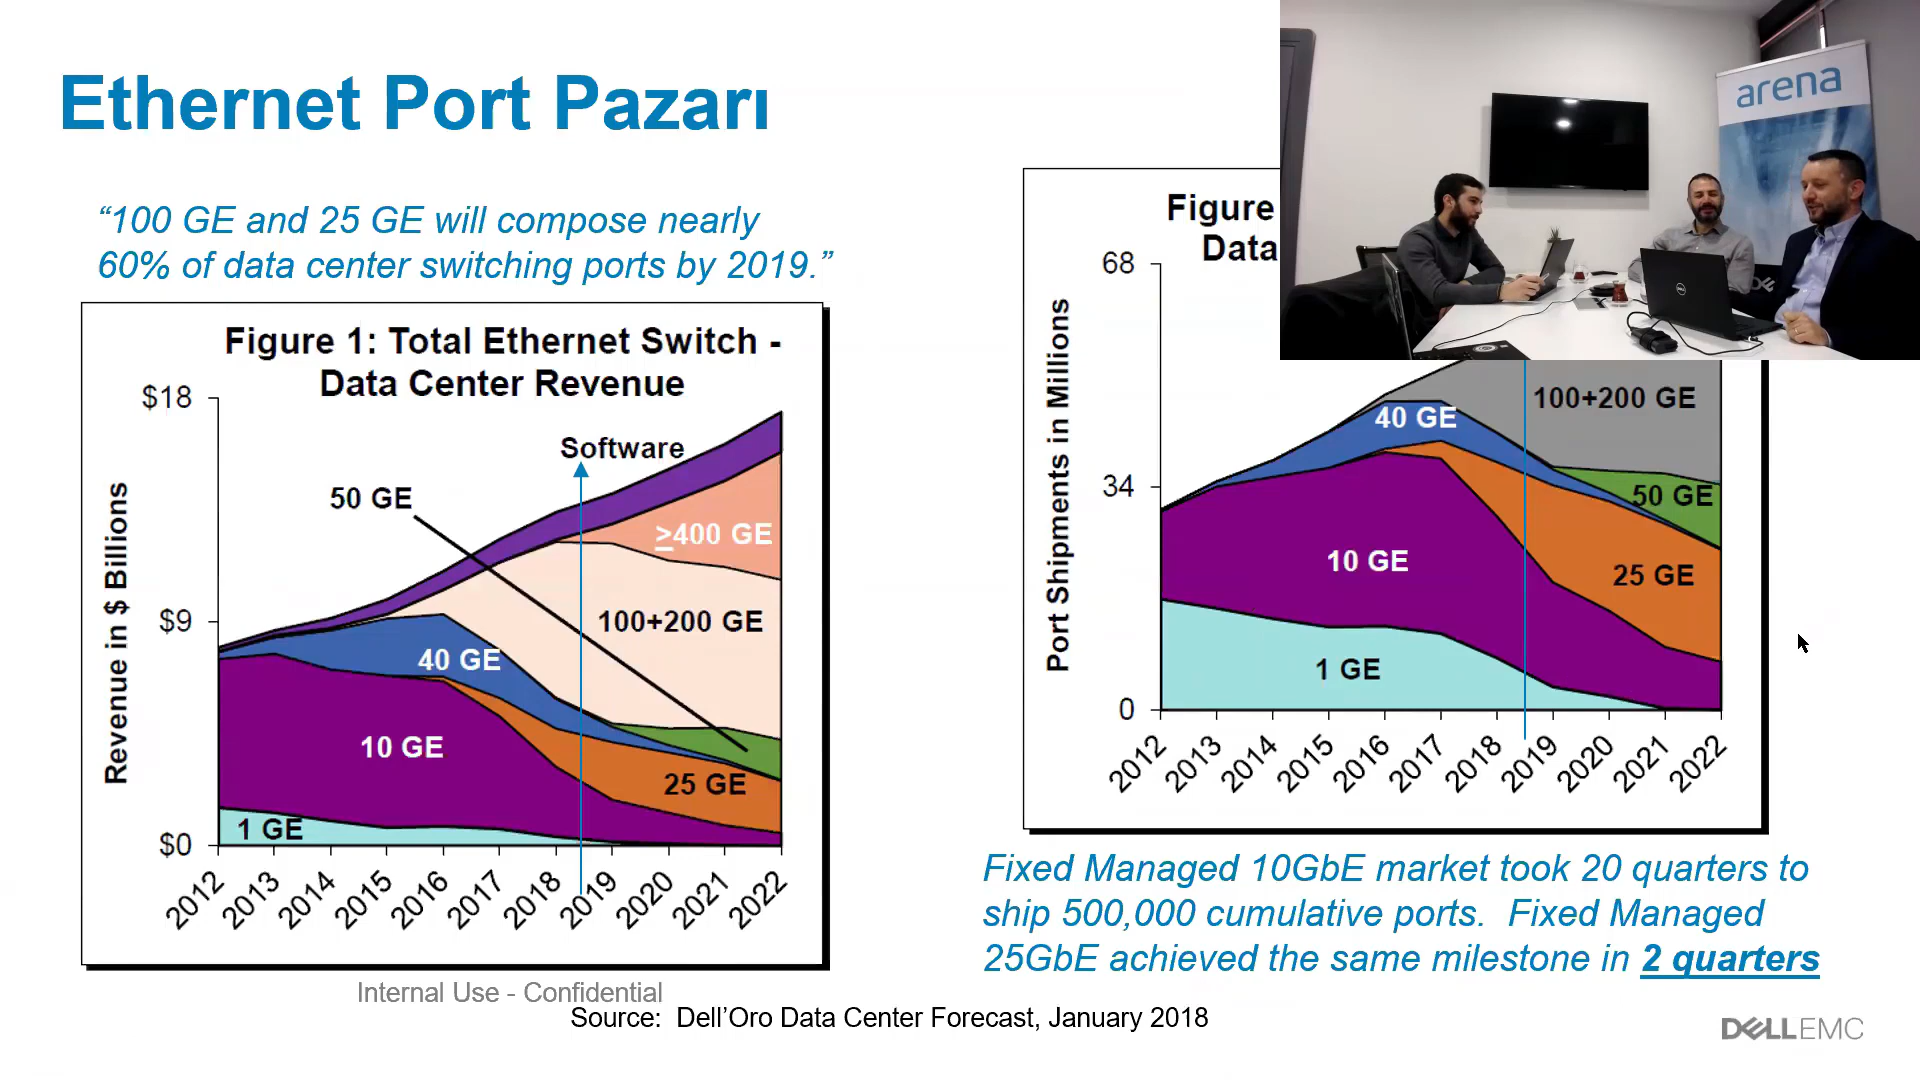 Ethernet Port Pazarı
“100 GE and 25 GE will compose nearly
60% of data center switching ports by 2019.”
Figure 1: Total Ethernet Switch -
Data Center Revenue
Revenue in $ Billions
$18
$9
$0
Software
50 GE
>400 GE
100+200 GE
40 GE
10 GE
25 GE
1 GE
2012 2013 2014 2015 2016 2017 2018 2019 2020 2021 2022
Figure
Data
Port Shipments in Millions
68
34
0
100+200 GE
40 GE
50 GE
10 GE
25 GE
1 GE
2012 2013 2014 2015 2016 2017 2018 2019 2020 2021 2022
arena
DELL
Fixed Managed 10GbE market took 20 quarters to
ship 500,000 cumulative ports. Fixed Managed
25GbE achieved the same milestone in 2 quarters
Internal Use - Confidential
Source: Dell’Oro Data Center Forecast, January 2018
DELLEMC